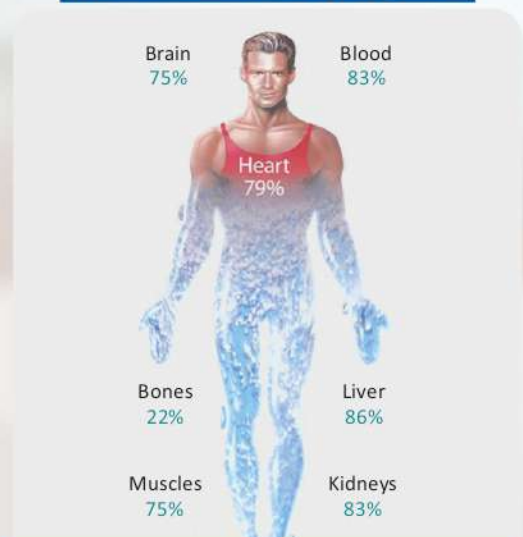 Brain
75%
Blood
83%
Heart
79%
Bones
22%
Liver
86%
Muscles
75%
Kidneys
83%